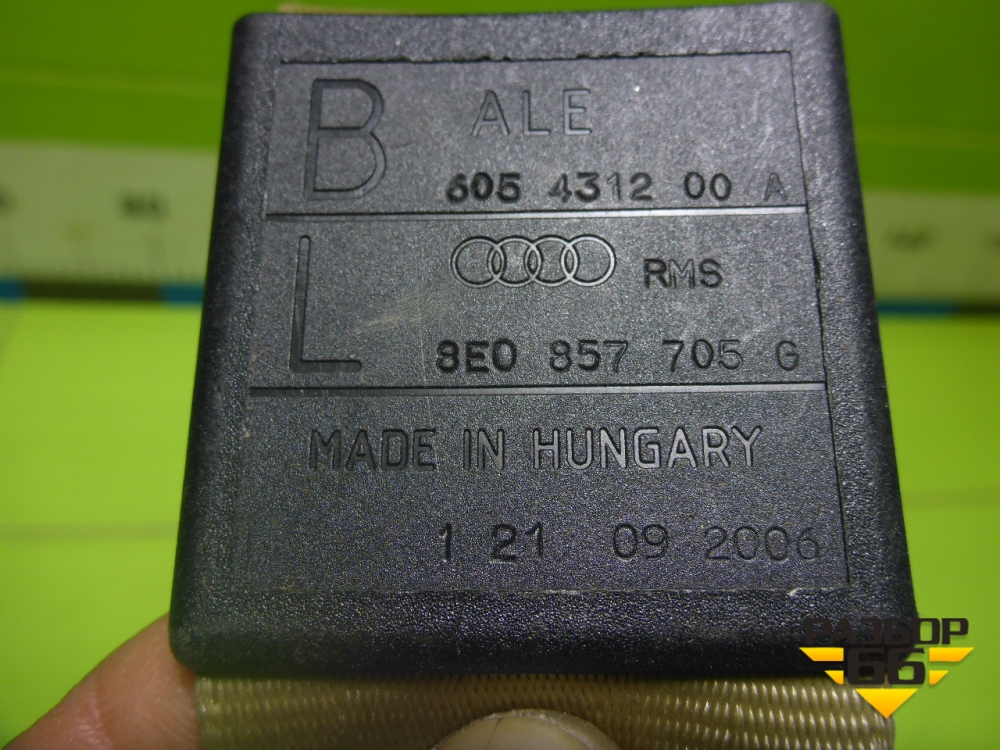 B ALE
605 4312 00 A
L RMS
8E0 857 705 G
MADE IN HUNGARY
1 21 09 2006
РАЗБОР
66